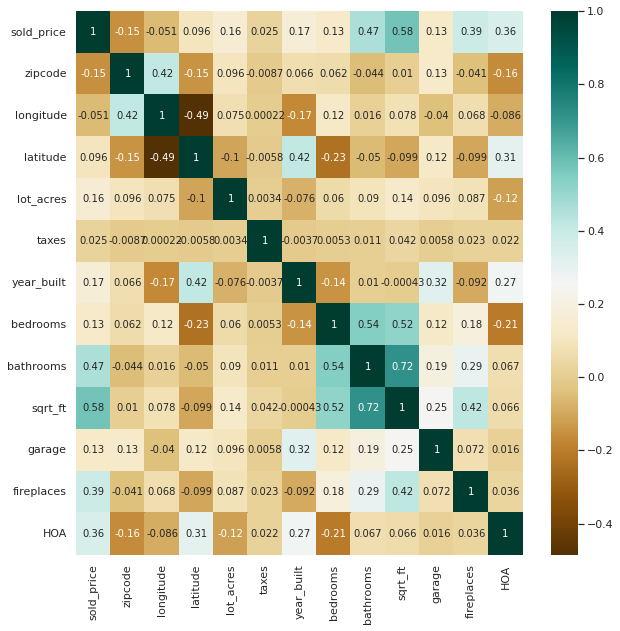 sold_price 1 -0.15 -0.051 0.096 0.16 0.025 0.17 0.13 0.47 0.58 0.13 0.39 0.36
zipcode -0.15 1 0.42 -0.15 0.096 -0.0087 0.066 0.062 -0.044 0.01 0.13 -0.041 -0.16
longitude -0.051 0.42 1 -0.49 0.075 0.00022 -0.17 0.12 0.016 0.078 -0.04 0.068 -0.086
latitude 0.096 -0.15 -0.49 1 -0.1 -0.0058 0.42 -0.23 -0.05 -0.099 0.12 -0.099 0.31
lot_acres 0.16 0.096 0.075 -0.1 1 0.0034 -0.076 0.06 0.09 0.14 0.096 0.087 -0.12
taxes 0.025 -0.0087 0.00022 -0.0058 0.0034 1 -0.0037 0.0053 0.011 0.042 0.0058 0.023 0.022
year_built 0.17 0.066 -0.17 0.42 -0.076 -0.0037 1 -0.14 0.01 -0.00043 0.32 -0.092 0.27
bedrooms 0.13 0.062 0.12 -0.23 0.06 0.0053 -0.14 1 0.54 0.52 0.12 0.18 -0.21
bathrooms 0.47 -0.044 0.016 -0.05 0.09 0.011 0.01 0.54 1 0.72 0.19 0.29 0.067
sqrt_ft 0.58 0.01 0.078 -0.099 0.14 0.042 -0.00043 0.52 0.72 1 0.25 0.42 0.066
garage 0.13 0.13 -0.04 0.12 0.096 0.0058 0.32 0.12 0.19 0.25 1 0.072 0.016
fireplaces 0.39 -0.041 0.068 -0.099 0.087 0.023 -0.092 0.18 0.29 0.42 0.072 1 0.036
HOA 0.36 -0.16 -0.086 0.31 -0.12 0.022 0.27 -0.21 0.067 0.066 0.016 0.036 1
sold_price zipcode longitude latitude lot_acres taxes year_built bedrooms bathrooms sqrt_ft garage fireplaces HOA
1.0
0.8
0.6
0.4
0.2
0.0
−0.2
−0.4